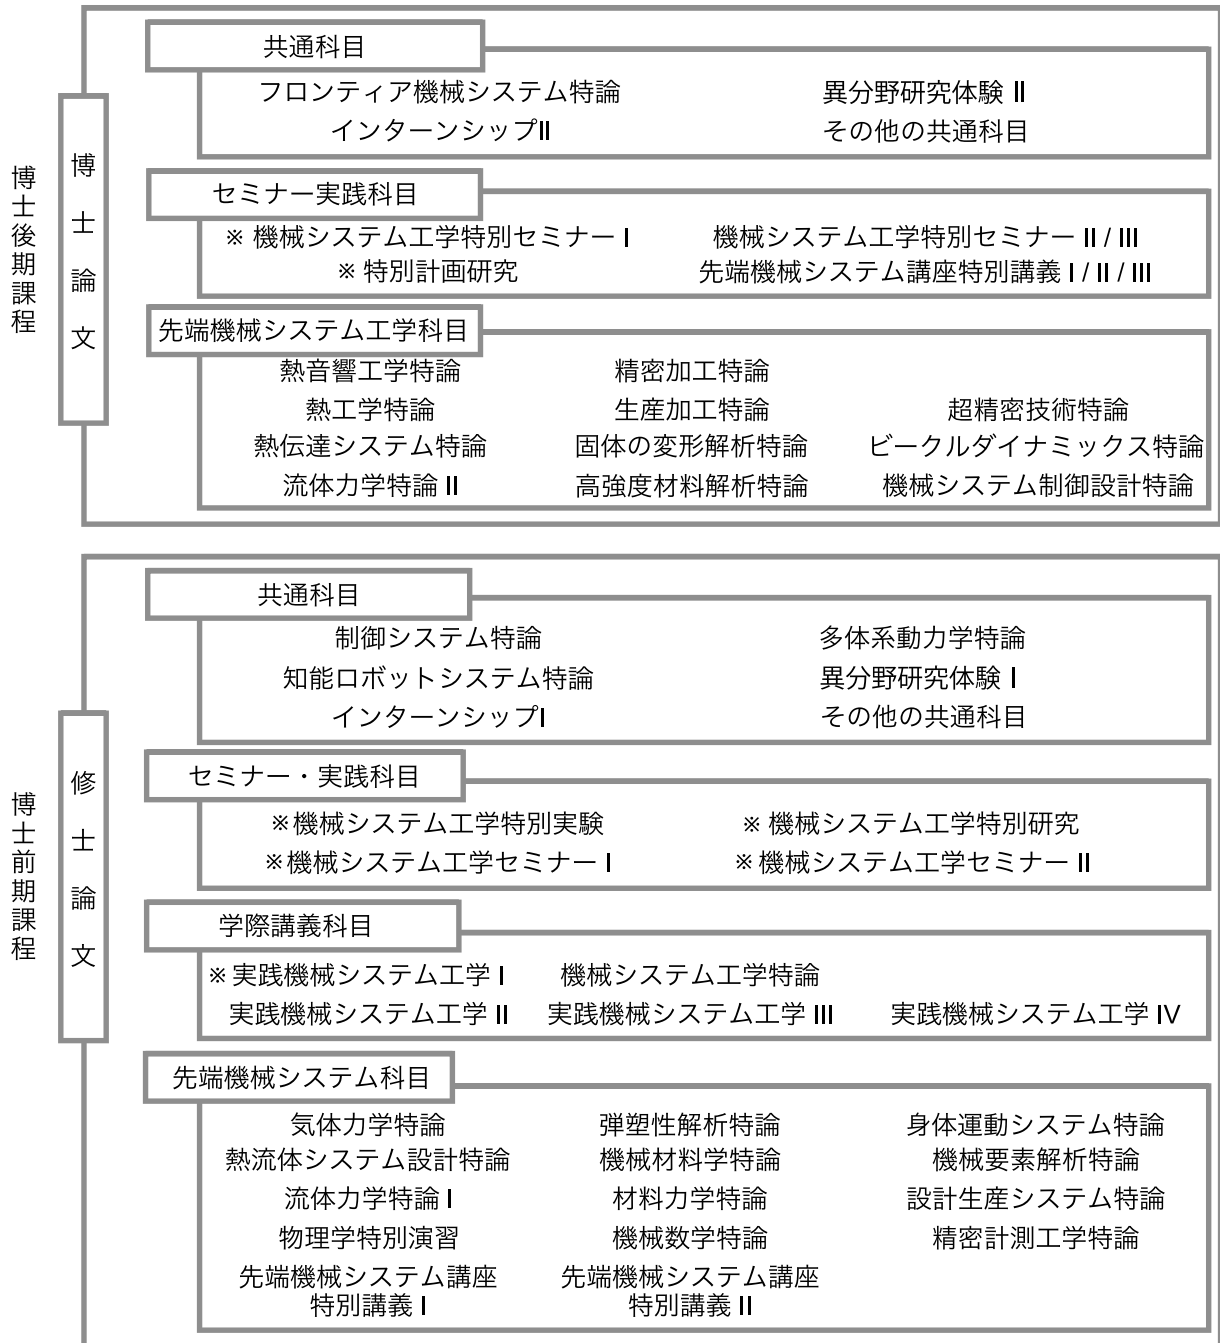 博士後期課程
博士論文
共通科目
フロンティア機械システム特論 異分野研究体験 II
インターンシップII その他の共通科目
セミナー実践科目
※ 機械システム工学特別セミナー I 機械システム工学特別セミナー II / III
※ 特別計画研究 先端機械システム講座特別講義 I / II / III
先端機械システム工学科目
熱音響工学特論 精密加工特論
熱工学特論 生産加工特論 超精密技術特論
熱伝達システム特論 固体の変形解析特論 ビークルダイナミックス特論
流体力学特論 II 高強度材料解析特論 機械システム制御設計特論
博士前期課程
修士論文
共通科目
制御システム特論 多体系動力学特論
知能ロボットシステム特論 異分野研究体験 I
インターンシップI その他の共通科目
セミナー・実践科目
※機械システム工学特別実験 ※ 機械システム工学特別研究
※機械システム工学セミナー I ※機械システム工学セミナー II
学際講義科目
※ 実践機械システム工学 I 機械システム工学特論
実践機械システム工学 II 実践機械システム工学 III 実践機械システム工学 IV
先端機械システム科目
気体力学特論 弾塑性解析特論 身体運動システム特論
熱流体システム設計特論 機械材料学特論 機械要素解析特論
流体力学特論 I 材料力学特論 設計生産システム特論
物理学特別演習 機械数学特論 精密計測工学特論
先端機械システム講座 先端機械システム講座
特別講義 I 特別講義 II